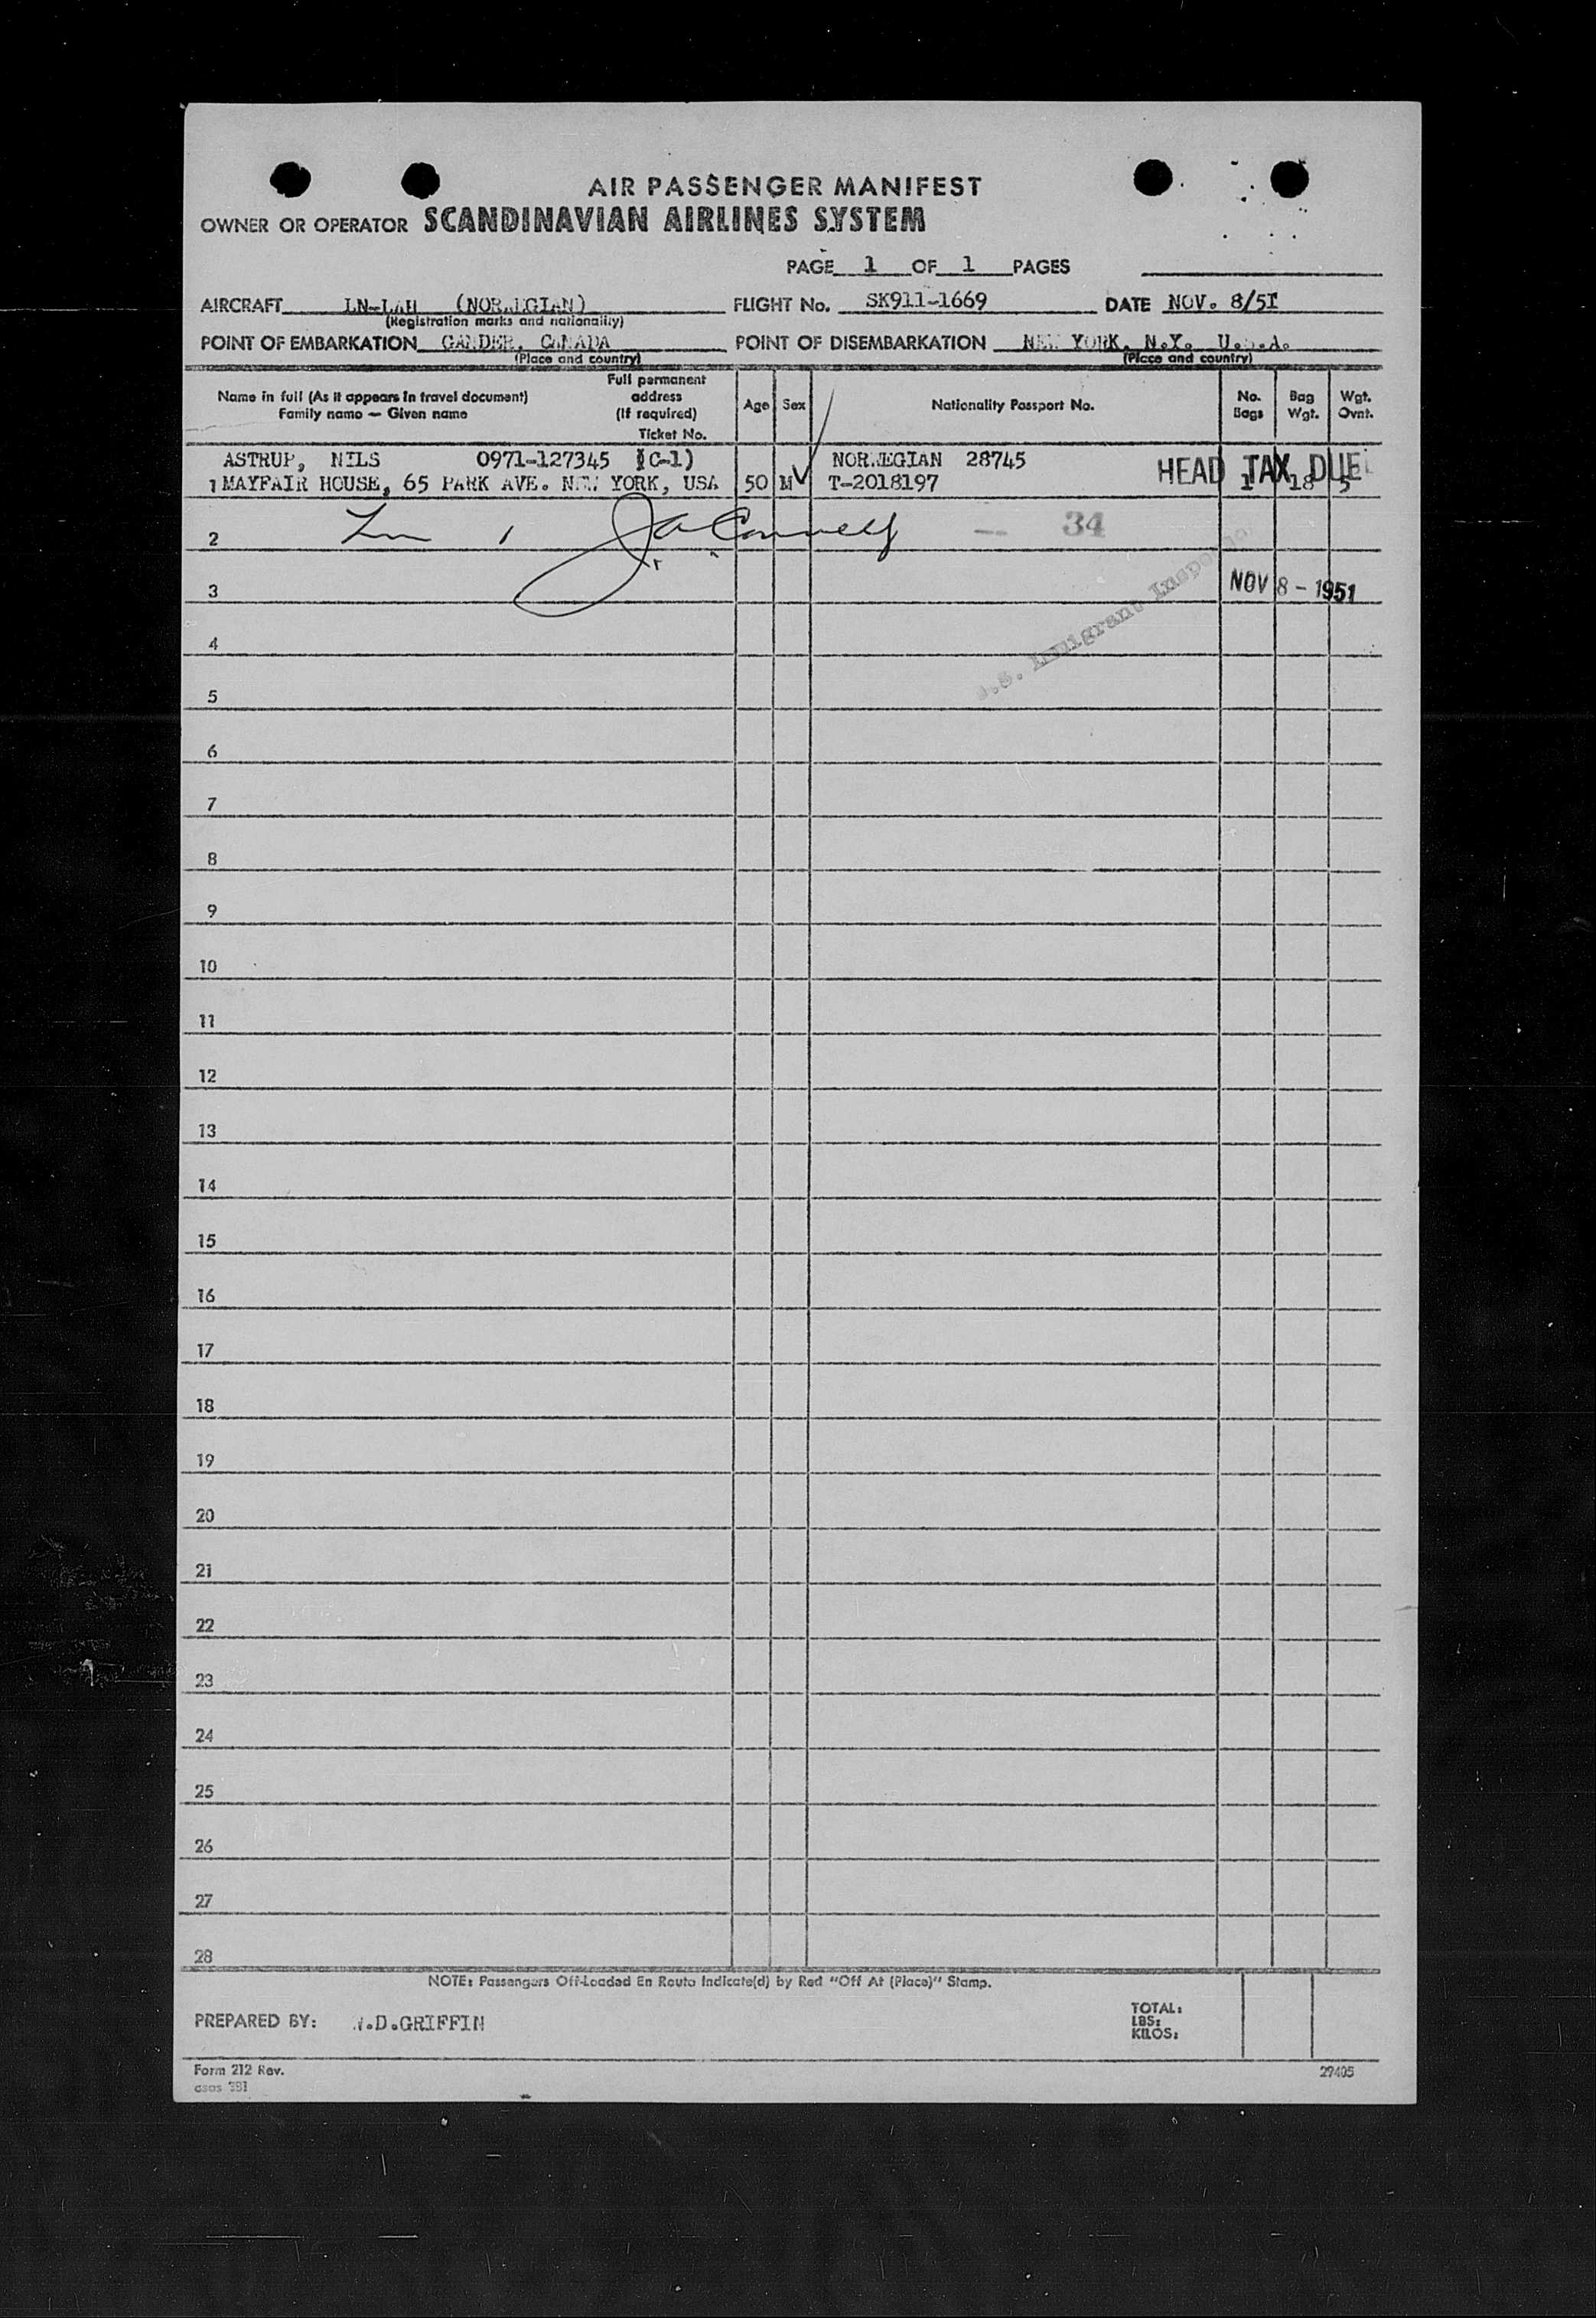 AIR PASSENGER MANIFEST
OWNER OR OPERATOR SCANDINAVIAN AIRLINES SYSTEM
PAGE 1 OF 1 PAGES
AIRCRAFT LN-LAH (NORWEGIAN) FLIGHT No. SK911-1669 DATE NOV. 8/51
(Registration marks and nationality)
POINT OF EMBARKATION GANDER, CANADA POINT OF DISEMBARKATION NEW YORK, N.Y. U.S.A.
(Place and country) (Place and country)
Name in full (As it appears in travel document) Family name — Given name
Full permanent address (If required) Ticket No.
Age Sex Nationality Passport No. No. Bags Bag Wgt. Wgt. Ovnt.
ASTRUP, NILS 0971-127345 (C-1) NORWEGIAN 28745 HEAD TAX DUE
1 MAYFAIR HOUSE, 65 PARK AVE. NEW YORK, USA 50 M T-2018197 1 18 5
2 34
3 NOV 8 - 1951
U.S. Immigrant Inspector
4
5
6
7
8
9
10
11
12
13
14
15
16
17
18
19
20
21
22
23
24
25
26
27
28
NOTE: Passengers Off-Loaded En Route Indicate(d) by Red "Off At (Place)" Stamp.
PREPARED BY: W.D.GRIFFIN
TOTAL:
LBS:
KILOS:
Form 212 Rev. 29405